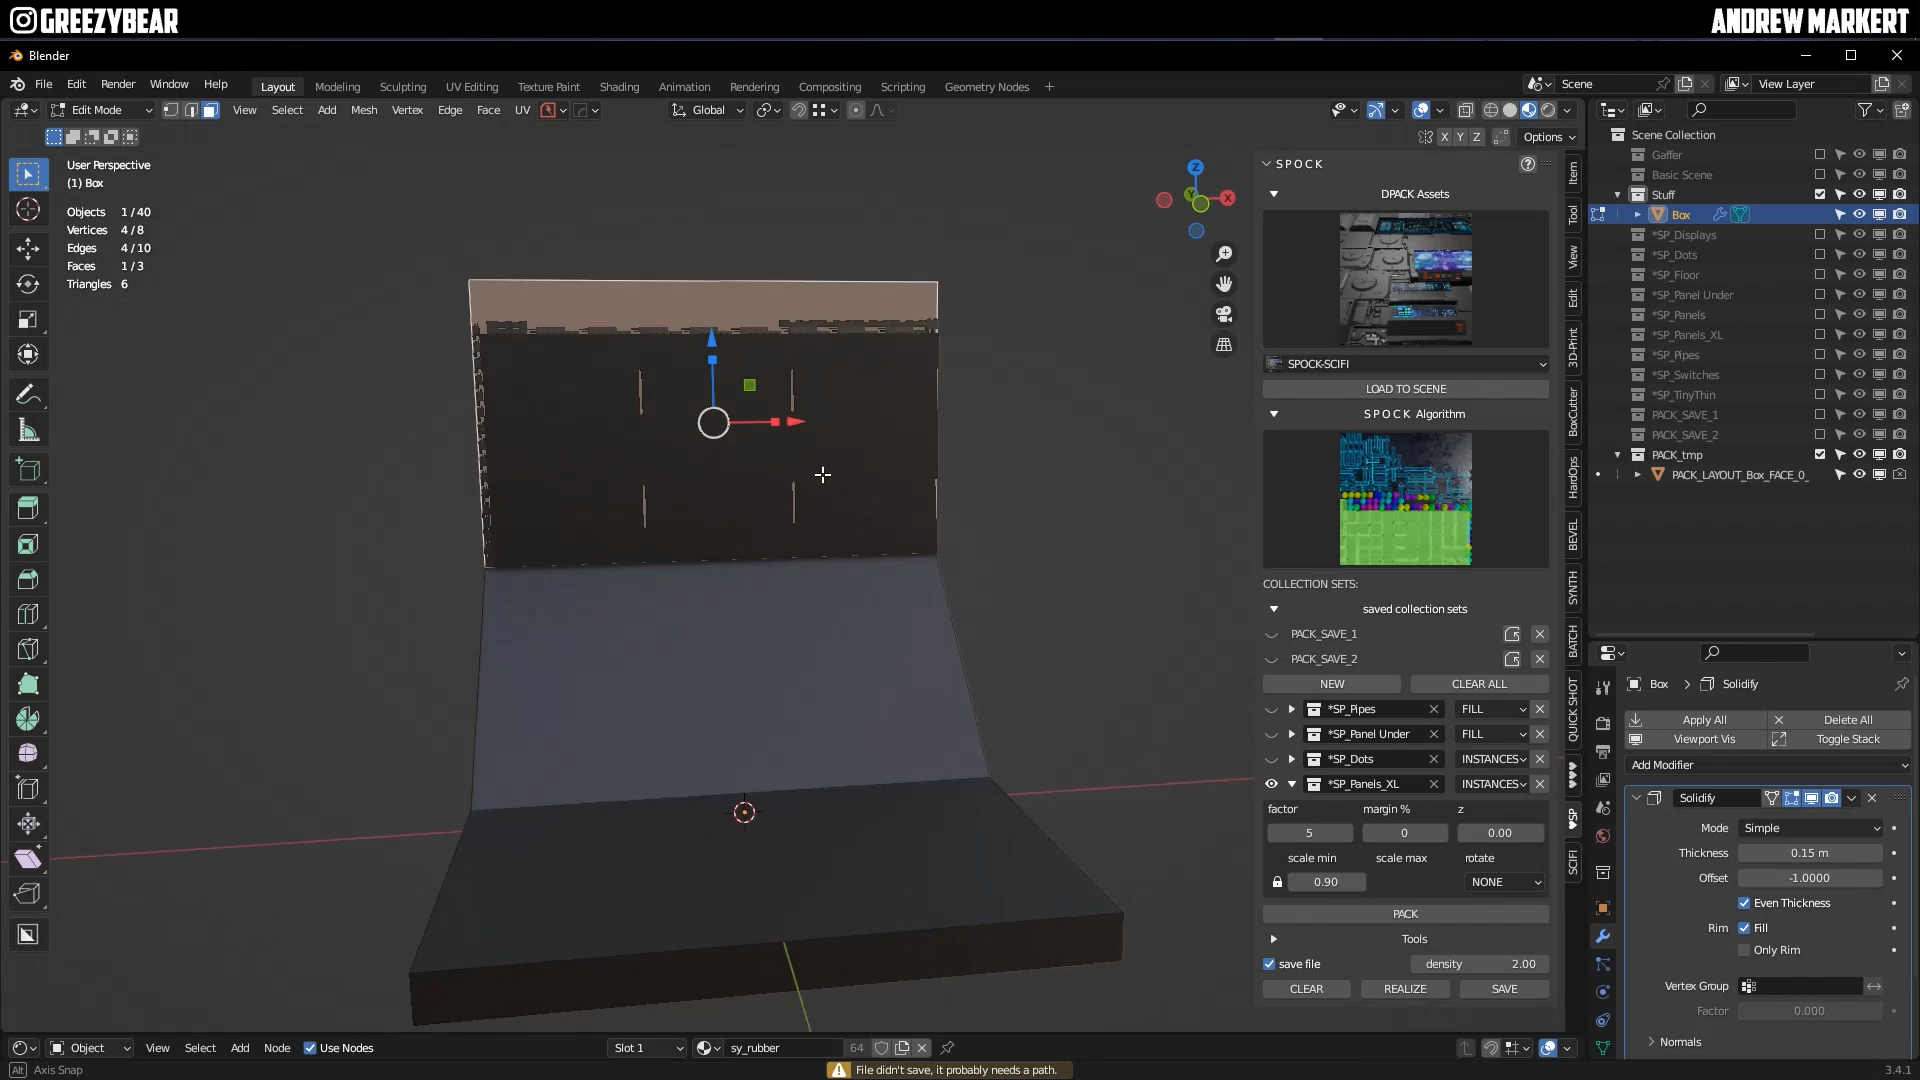 GREEZYBEAR
ANDREW MARKERT
Blender
File Edit Render Window Help
Layout Modeling Sculpting UV Editing Texture Paint Shading Animation Rendering Compositing Scripting Geometry Nodes +
Scene
View Layer
Edit Mode
View Select Add Mesh Vertex Edge Face UV
Global
X Y Z
Options
User Perspective
(1) Box
Objects 1/40
Vertices 4/8
Edges 4/10
Faces 1/3
Triangles 6
Z
X
Y
SPOCK
DPACK Assets
SPOCK-SCIFI
LOAD TO SCENE
SPOCK Algorithm
COLLECTION SETS:
saved collection sets
PACK_SAVE_1
PACK_SAVE_2
NEW
CLEAR ALL
*SP_Pipes
FILL
*SP_Panel Under
FILL
*SP_Dots
INSTANCES
*SP_Panels_XL
INSTANCES
factor margin % z
5 0 0.00
scale min scale max rotate
0.90
NONE
PACK
Tools
save file
density 2.00
CLEAR
REALIZE
SAVE
Item
Tool
View
Edit
3D-Print
BoxCutter
HardOps
BEVEL
SYNTH
BATCH
QUICK SHOT
♥♥♥
♥SP
SCIFI
Scene Collection
Gaffer
Basic Scene
Stuff
Box
*SP_Displays
*SP_Dots
*SP_Floor
*SP_Panel Under
*SP_Panels
*SP_Panels_XL
*SP_Pipes
*SP_Switches
*SP_TinyThin
PACK_SAVE_1
PACK_SAVE_2
PACK_tmp
PACK_LAYOUT_Box_FACE_0_
Box > Solidify
Apply All
Delete All
Viewport Vis
Toggle Stack
Add Modifier
Solidify
Mode Simple
Thickness 0.15 m
Offset -1.0000
Even Thickness
Rim Fill
Only Rim
Vertex Group
Factor 0.000
Normals
Object
View Select Add Node
Use Nodes
Slot 1
sy_rubber
64
Alt Axis Snap
File didn't save, it probably needs a path.
3.4.1